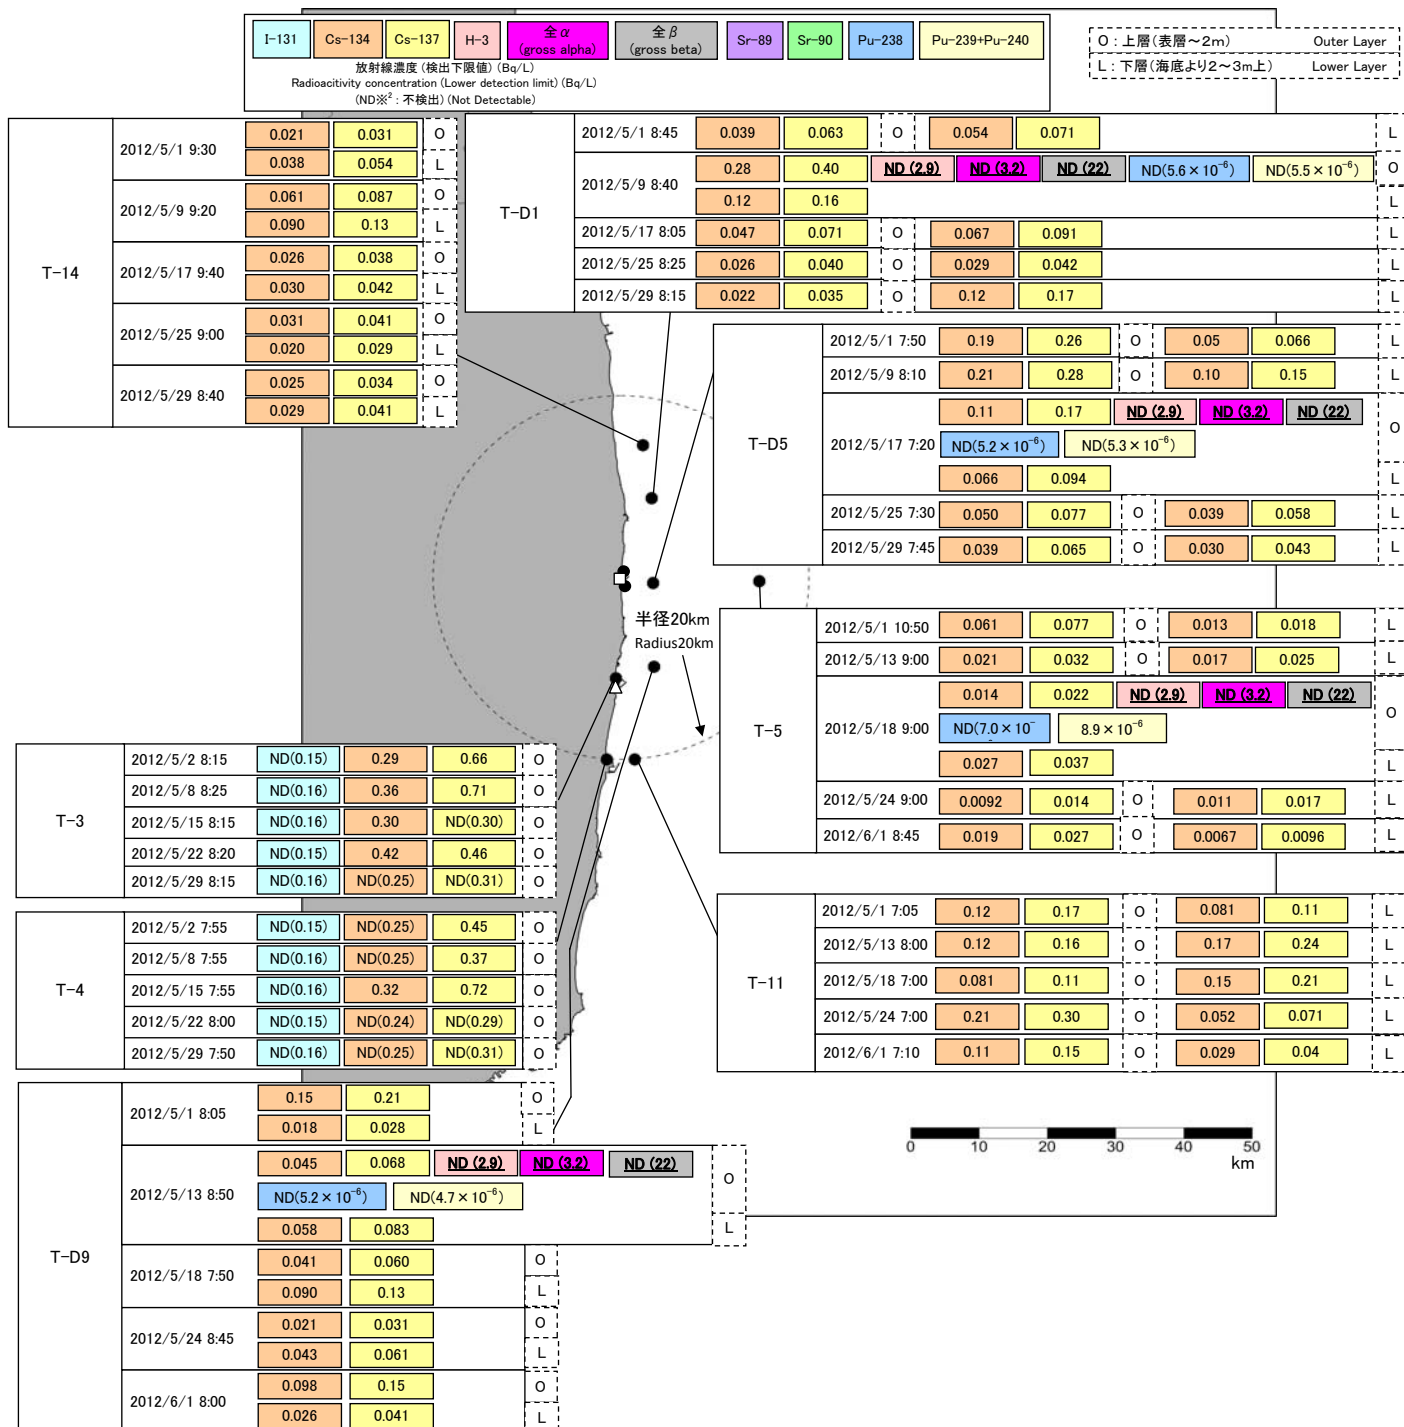 I-131 Cs-134 Cs-137 H-3 全α (gross alpha) 全β (gross beta) Sr-89 Sr-90 Pu-238 Pu-239+Pu-240
放射線濃度(検出下限値)(Bq/L)
Radioacitivity concentration (Lower detection limit) (Bq/L)
(ND※2:不検出)(Not Detectable)
O:上層(表層~2m) Outer Layer
L:下層(海底より2~3m上) Lower Layer
T-14
2012/5/1 9:30 0.021 0.031 O
0.038 0.054 L
2012/5/9 9:20 0.061 0.087 O
0.090 0.13 L
2012/5/17 9:40 0.026 0.038 O
0.030 0.042 L
2012/5/25 9:00 0.031 0.041 O
0.020 0.029 L
2012/5/29 8:40 0.025 0.034 O
0.029 0.041 L
T-D1
2012/5/1 8:45 0.039 0.063 O 0.054 0.071 L
2012/5/9 8:40 0.28 0.40 ND (2.9) ND (3.2) ND (22) ND(5.6×10⁻⁶) ND(5.5×10⁻⁶) O
0.12 0.16 L
2012/5/17 8:05 0.047 0.071 O 0.067 0.091 L
2012/5/25 8:25 0.026 0.040 O 0.029 0.042 L
2012/5/29 8:15 0.022 0.035 O 0.12 0.17 L
T-D5
2012/5/1 7:50 0.19 0.26 O 0.05 0.066 L
2012/5/9 8:10 0.21 0.28 O 0.10 0.15 L
2012/5/17 7:20 0.11 0.17 ND (2.9) ND (3.2) ND (22) O
ND(5.2×10⁻⁶) ND(5.3×10⁻⁶)
0.066 0.094 L
2012/5/25 7:30 0.050 0.077 O 0.039 0.058 L
2012/5/29 7:45 0.039 0.065 O 0.030 0.043 L
半径20km
Radius20km
T-5
2012/5/1 10:50 0.061 0.077 O 0.013 0.018 L
2012/5/13 9:00 0.021 0.032 O 0.017 0.025 L
2012/5/18 9:00 0.014 0.022 ND (2.9) ND (3.2) ND (22) O
ND(7.0×10⁻ 8.9×10⁻⁶
0.027 0.037 L
2012/5/24 9:00 0.0092 0.014 O 0.011 0.017 L
2012/6/1 8:45 0.019 0.027 O 0.0067 0.0096 L
T-3
2012/5/2 8:15 ND(0.15) 0.29 0.66 O
2012/5/8 8:25 ND(0.16) 0.36 0.71 O
2012/5/15 8:15 ND(0.16) 0.30 ND(0.30) O
2012/5/22 8:20 ND(0.15) 0.42 0.46 O
2012/5/29 8:15 ND(0.16) ND(0.25) ND(0.31) O
T-4
2012/5/2 7:55 ND(0.15) ND(0.25) 0.45 O
2012/5/8 7:55 ND(0.16) ND(0.25) 0.37 O
2012/5/15 7:55 ND(0.16) 0.32 0.72 O
2012/5/22 8:00 ND(0.15) ND(0.24) ND(0.29) O
2012/5/29 7:50 ND(0.16) ND(0.25) ND(0.31) O
T-11
2012/5/1 7:05 0.12 0.17 O 0.081 0.11 L
2012/5/13 8:00 0.12 0.16 O 0.17 0.24 L
2012/5/18 7:00 0.081 0.11 O 0.15 0.21 L
2012/5/24 7:00 0.21 0.30 O 0.052 0.071 L
2012/6/1 7:10 0.11 0.15 O 0.029 0.04 L
T-D9
2012/5/1 8:05 0.15 0.21 O
0.018 0.028 L
2012/5/13 8:50 0.045 0.068 ND (2.9) ND (3.2) ND (22) O
ND(5.2×10⁻⁶) ND(4.7×10⁻⁶)
0.058 0.083 L
2012/5/18 7:50 0.041 0.060 O
0.090 0.13 L
2012/5/24 8:45 0.021 0.031 O
0.043 0.061 L
2012/6/1 8:00 0.098 0.15 O
0.026 0.041 L
0 10 20 30 40 50
km